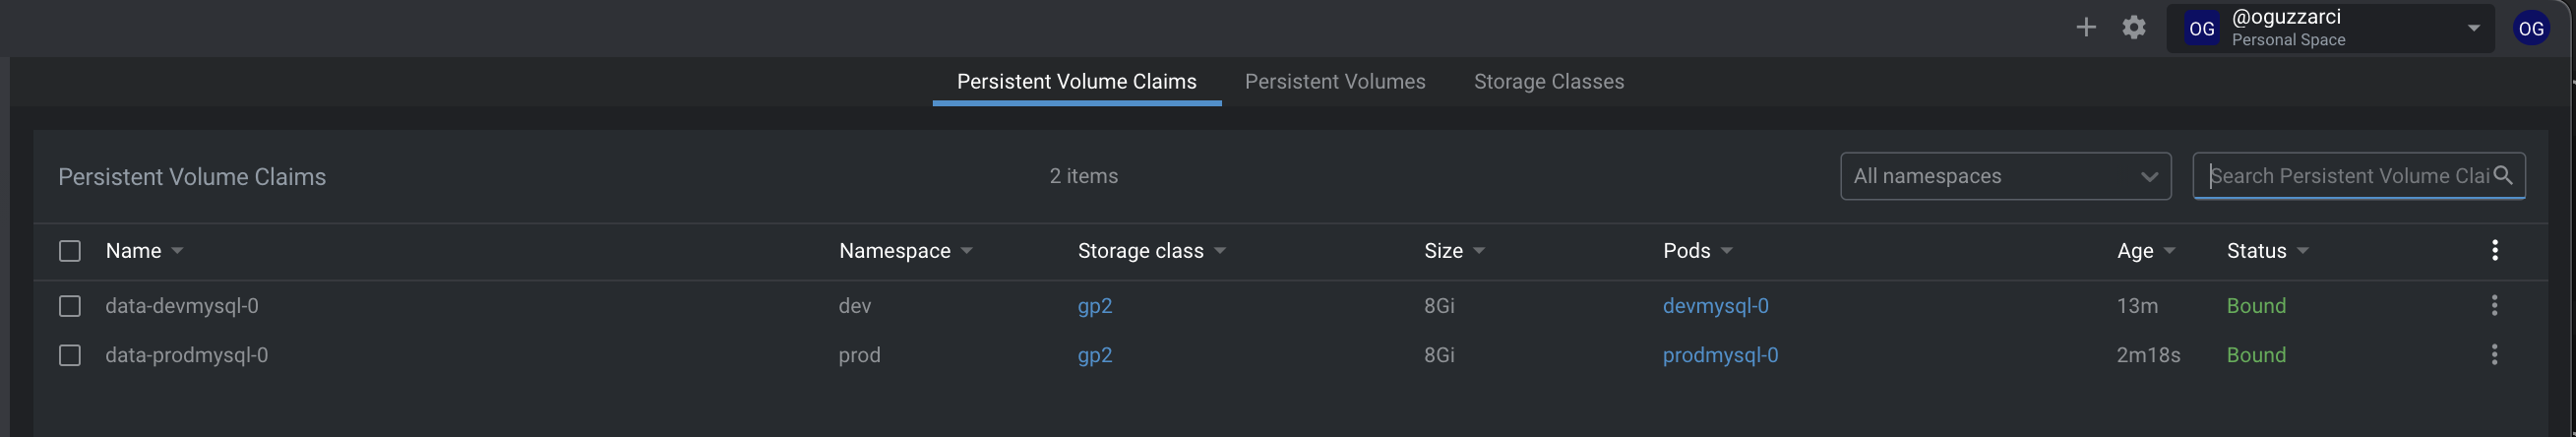 OG @oguzzarci OG
Personal Space
Persistent Volume Claims Persistent Volumes Storage Classes
Persistent Volume Claims 2 items All namespaces Search Persistent Volume Clai
Name Namespace Storage class Size Pods Age Status
data-devmysql-0 dev gp2 8Gi devmysql-0 13m Bound
data-prodmysql-0 prod gp2 8Gi prodmysql-0 2m18s Bound